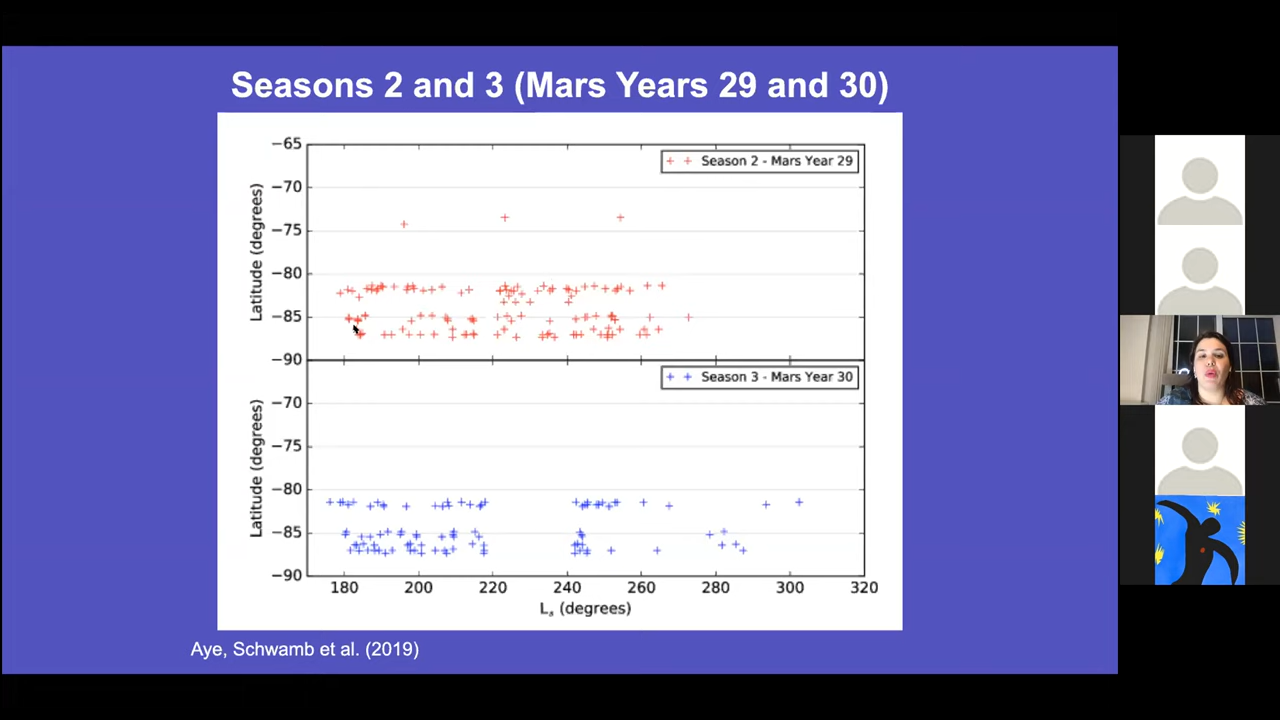 Seasons 2 and 3 (Mars Years 29 and 30)
−65
−70
−75
−80
−85
−90
Latitude (degrees)
Season 2 - Mars Year 29
−70
−75
−80
−85
−90
Latitude (degrees)
Season 3 - Mars Year 30
180 200 220 240 260 280 300 320
Ls (degrees)
Aye, Schwamb et al. (2019)